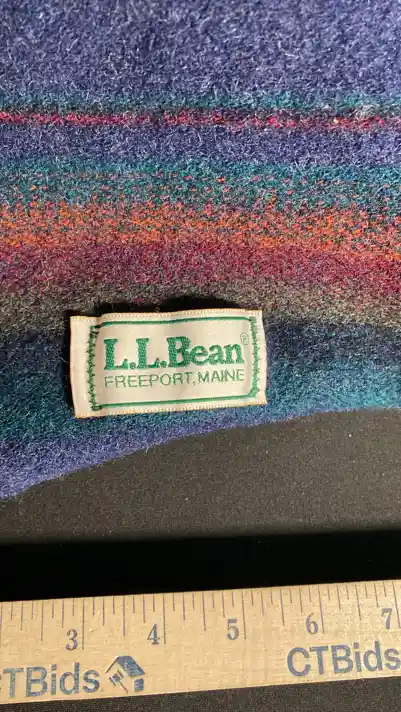 L.L.Bean®
FREEPORT, MAINE
3 4 5 6 7
CTBids CTBids